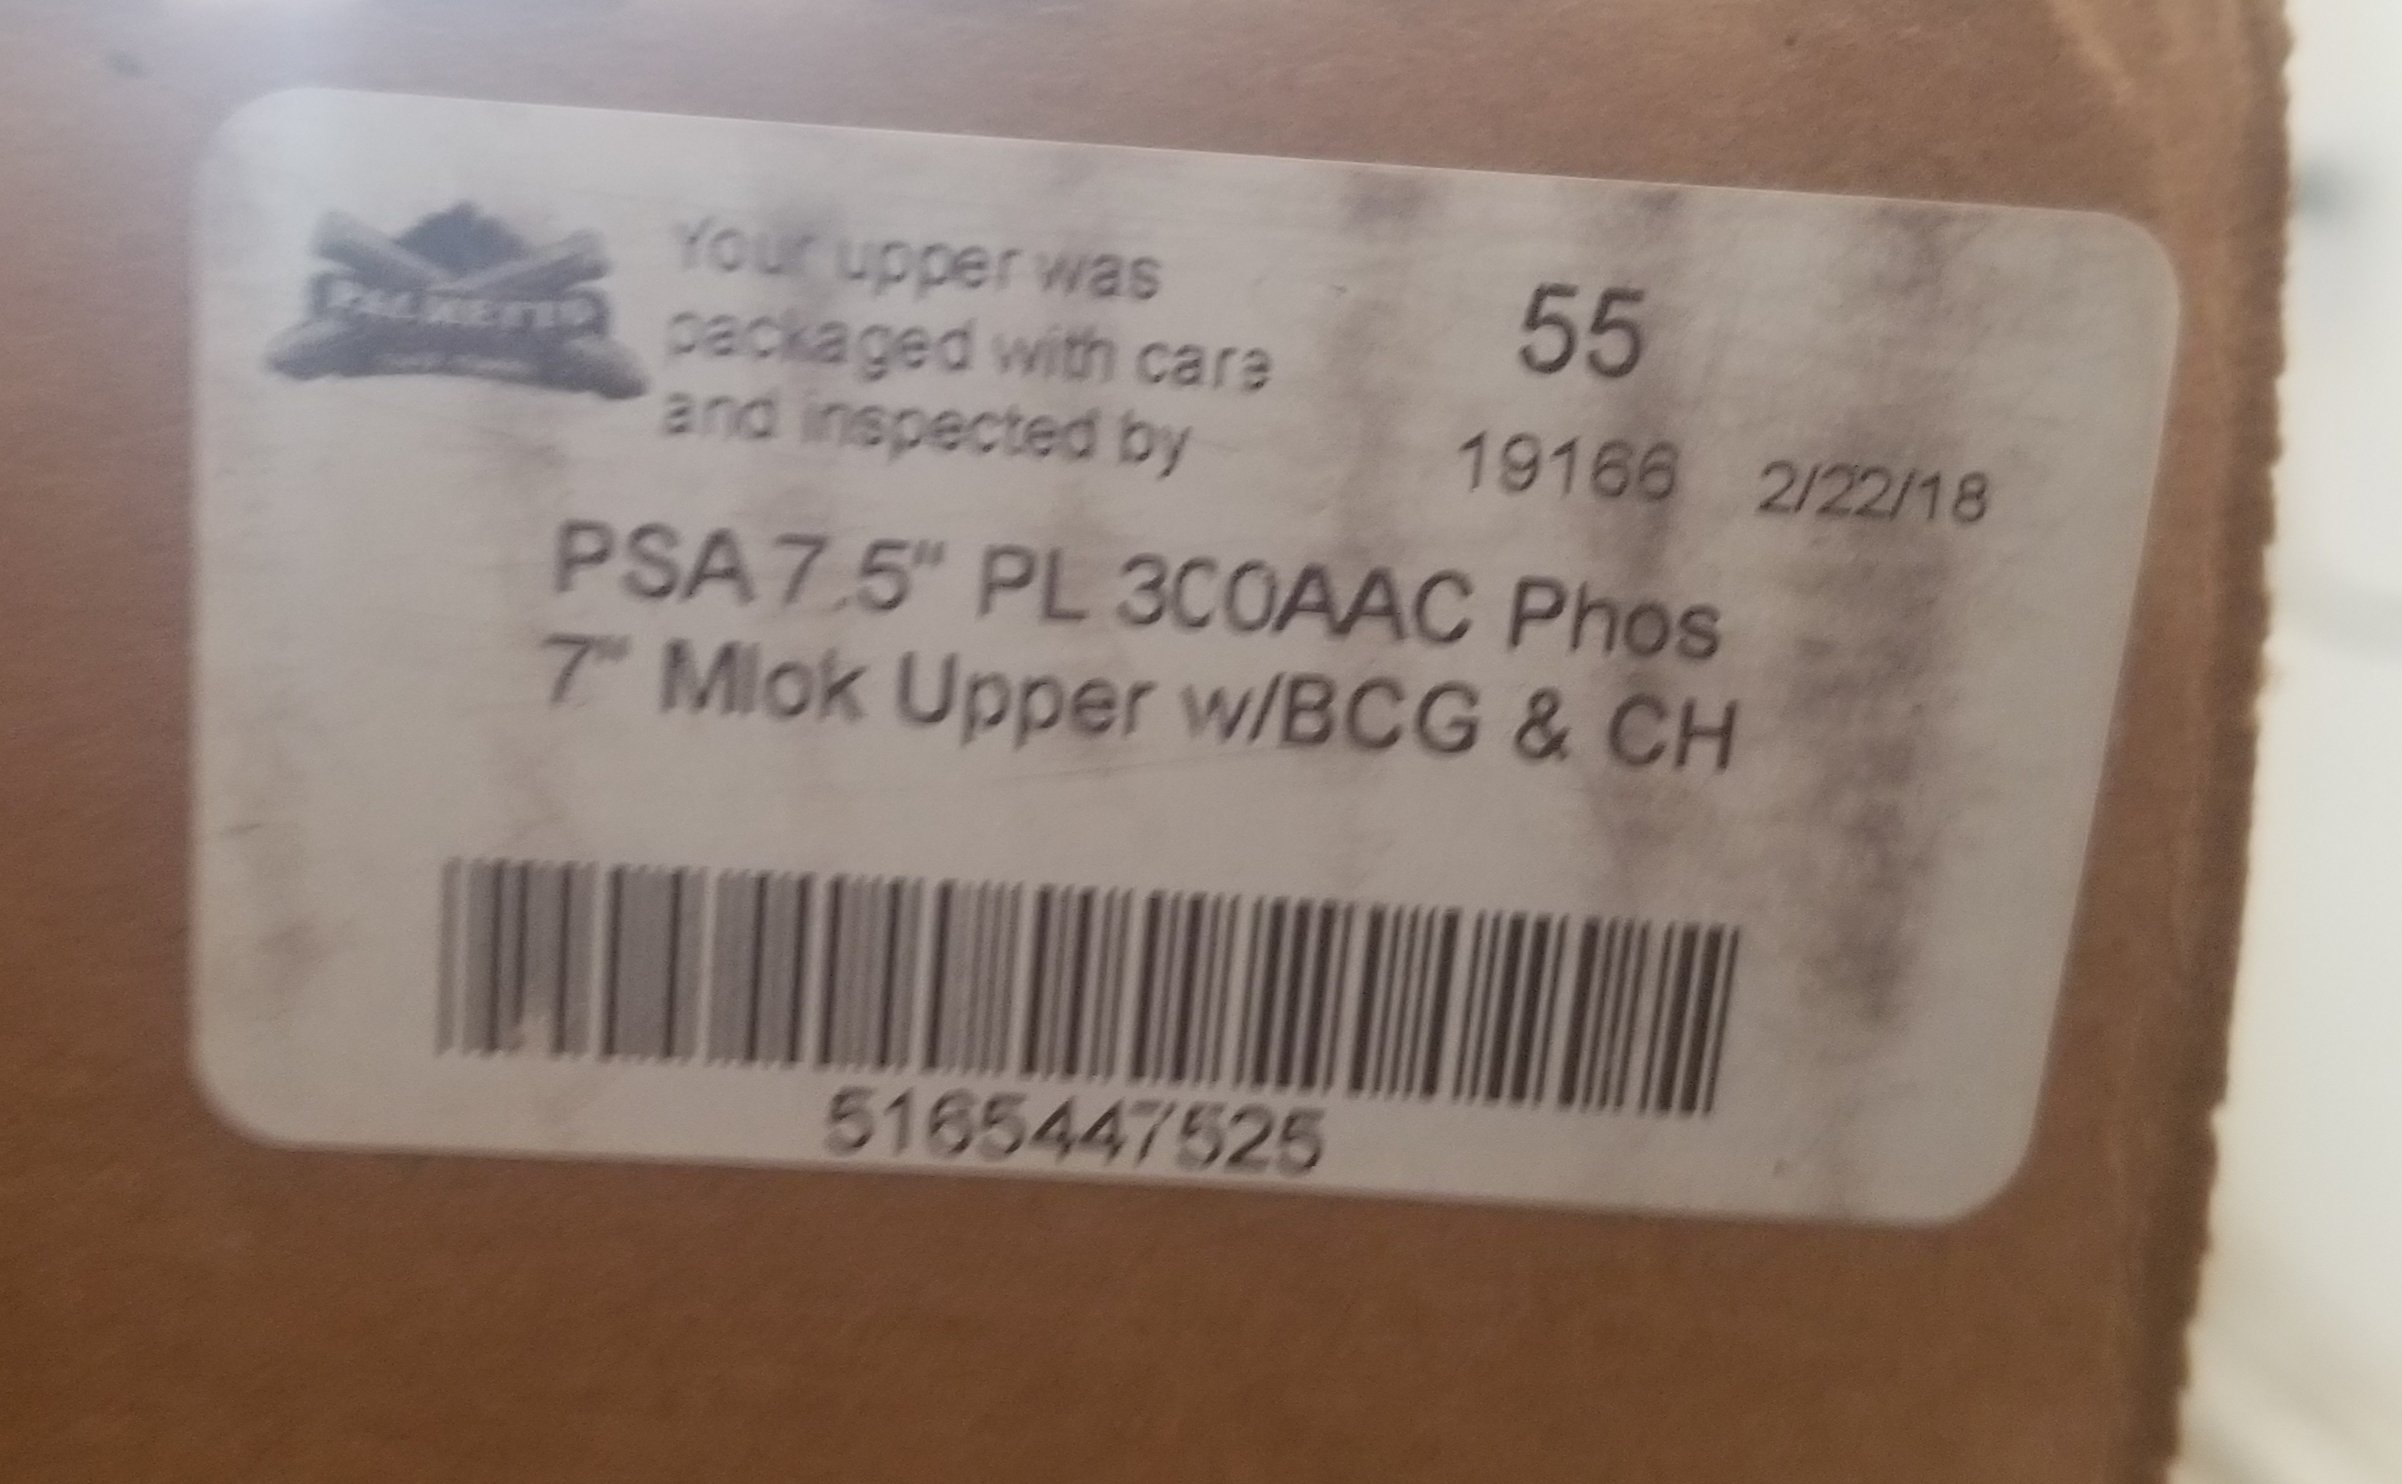 PALMETTO
Your upper was
packaged with care
and inspected by
55
19166 2/22/18
PSA 7.5" PL 300AAC Phos
7" Mlok Upper w/BCG & CH
5165447525